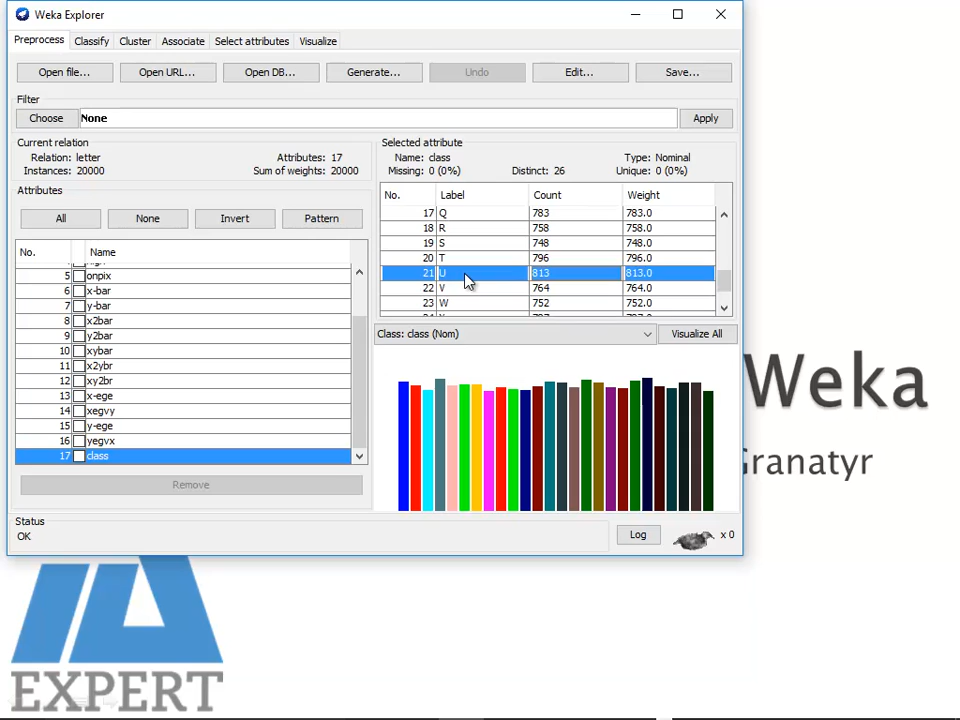 Weka Explorer
Preprocess Classify Cluster Associate Select attributes Visualize
Open file... Open URL... Open DB... Generate... Undo Edit... Save...
Filter
Choose None Apply
Current relation
Relation: letter Attributes: 17
Instances: 20000 Sum of weights: 20000
Selected attribute
Name: class Type: Nominal
Missing: 0 (0%) Distinct: 26 Unique: 0 (0%)
Attributes
All None Invert Pattern
No. Name
5 onpix
6 x-bar
7 y-bar
8 x2bar
9 y2bar
10 xybar
11 x2ybr
12 xy2br
13 x-ege
14 xegvy
15 y-ege
16 yegvx
17 class
Remove
No. Label Count Weight
17 Q 783 783.0
18 R 758 758.0
19 S 748 748.0
20 T 796 796.0
21 U 813 813.0
22 V 764 764.0
23 W 752 752.0
Class: class (Nom) Visualize All
Status
OK
Log x 0
Weka
Granatyr
IA
EXPERT